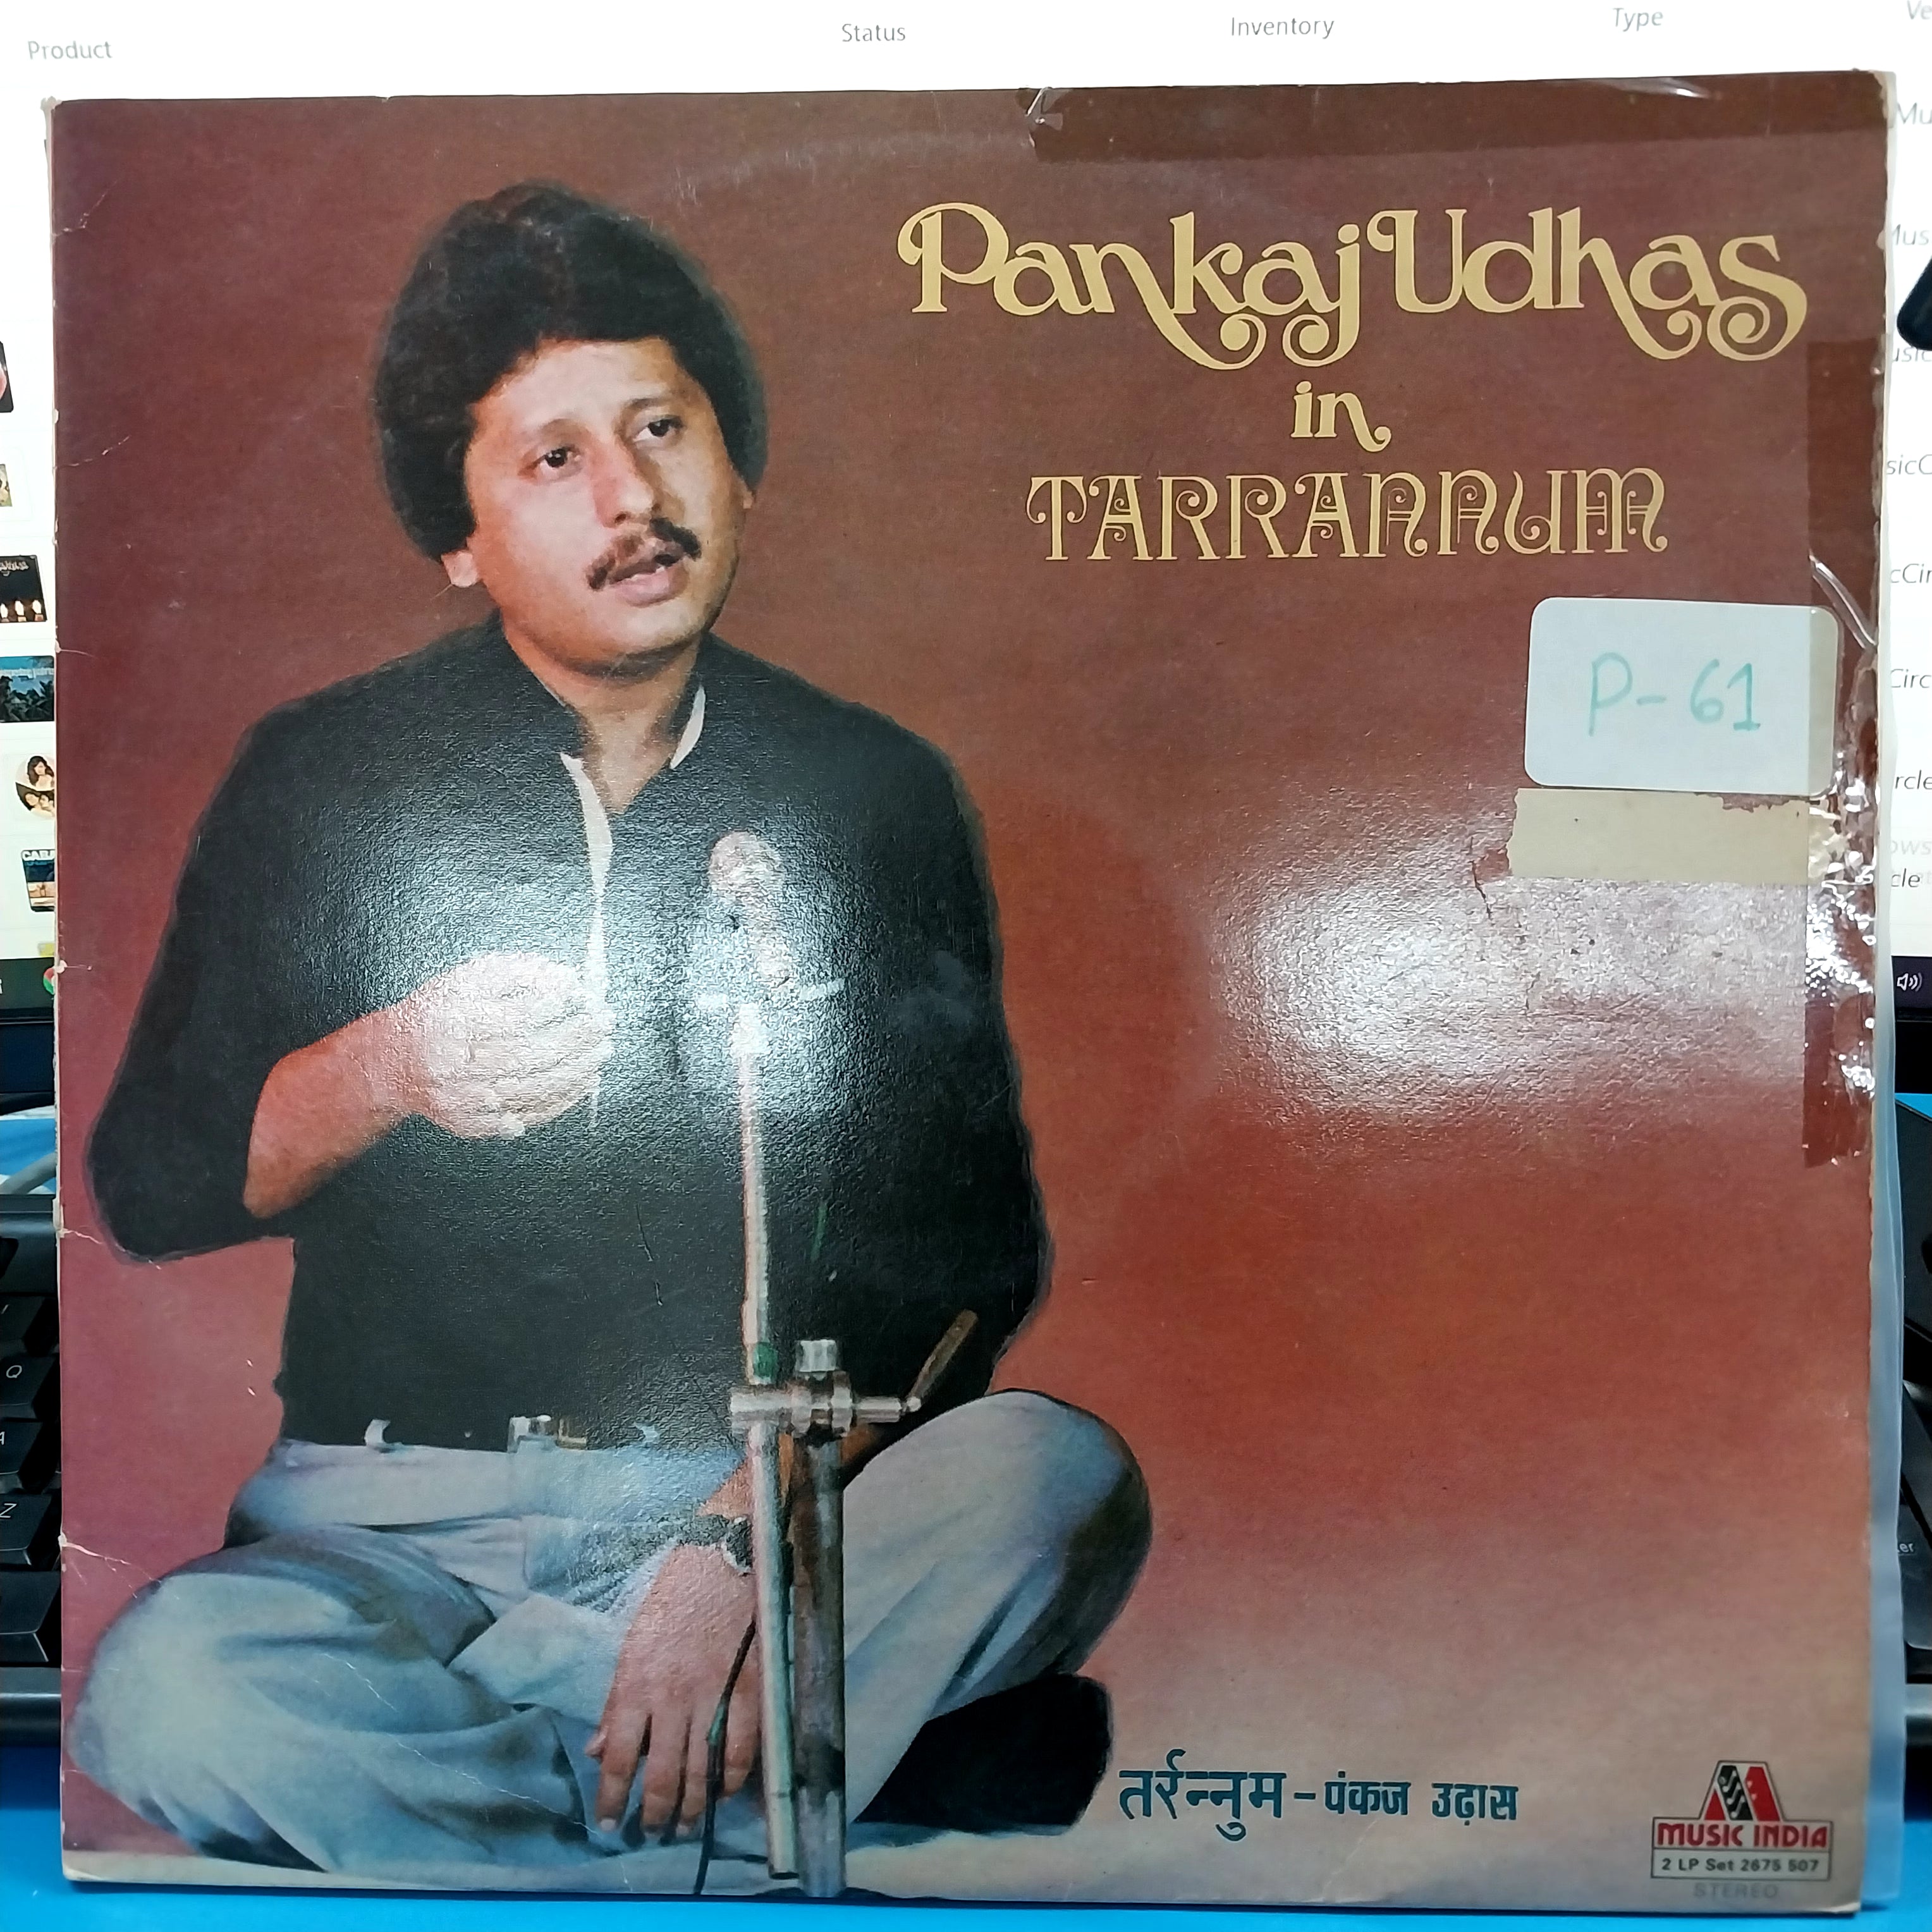 Product Status Inventory Type
Pankaj Udhas
in
TARRANNUM
P-61
तर्रन्नुम - पंकज उढ़ास
MUSIC INDIA
2 LP Set 2675 507
STEREO
Q
A
Z